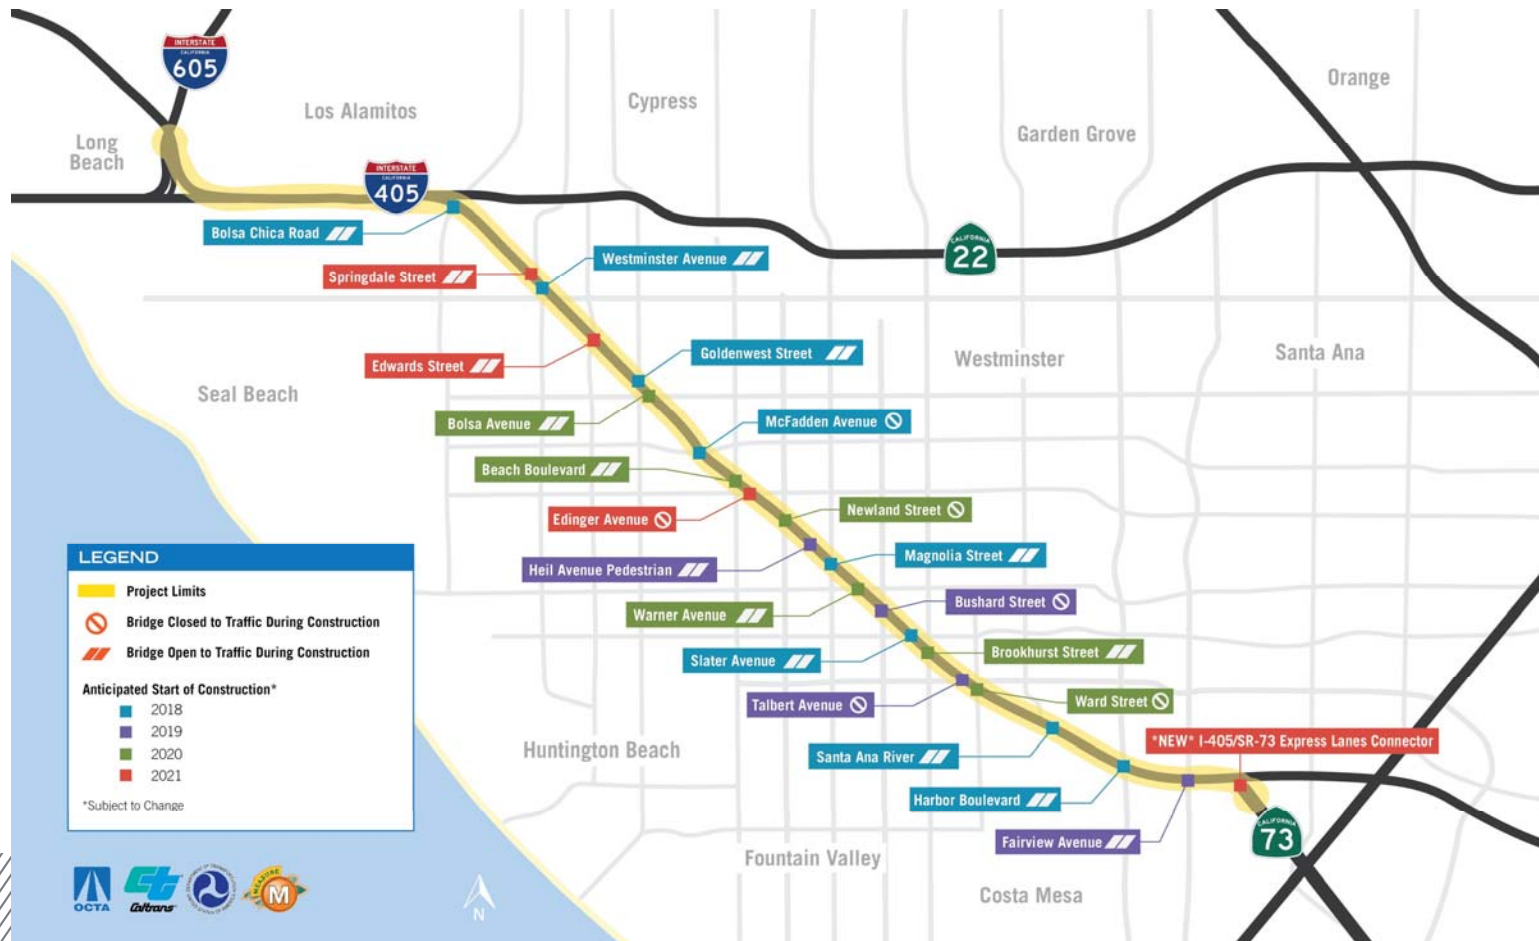 INTERSTATE
CALIFORNIA
605
Los Alamitos
Cypress
Orange
Long
Beach
Garden Grove
INTERSTATE
CALIFORNIA
405
Bolsa Chica Road
CALIFORNIA
22
Westminster Avenue
Springdale Street
Goldenwest Street
Westminster
Santa Ana
Edwards Street
Seal Beach
Bolsa Avenue
McFadden Avenue
Beach Boulevard
Edinger Avenue
Newland Street
Magnolia Street
Heil Avenue Pedestrian
Bushard Street
Warner Avenue
Slater Avenue
Brookhurst Street
Talbert Avenue
Ward Street
Huntington Beach
Santa Ana River
*NEW* I-405/SR-73 Express Lanes Connector
Harbor Boulevard
Fairview Avenue
CALIFORNIA
73
Fountain Valley
Costa Mesa
LEGEND
Project Limits
Bridge Closed to Traffic During Construction
Bridge Open to Traffic During Construction
Anticipated Start of Construction*
2018
2019
2020
2021
*Subject to Change
OCTA
Caltrans
MEASURE
M
N